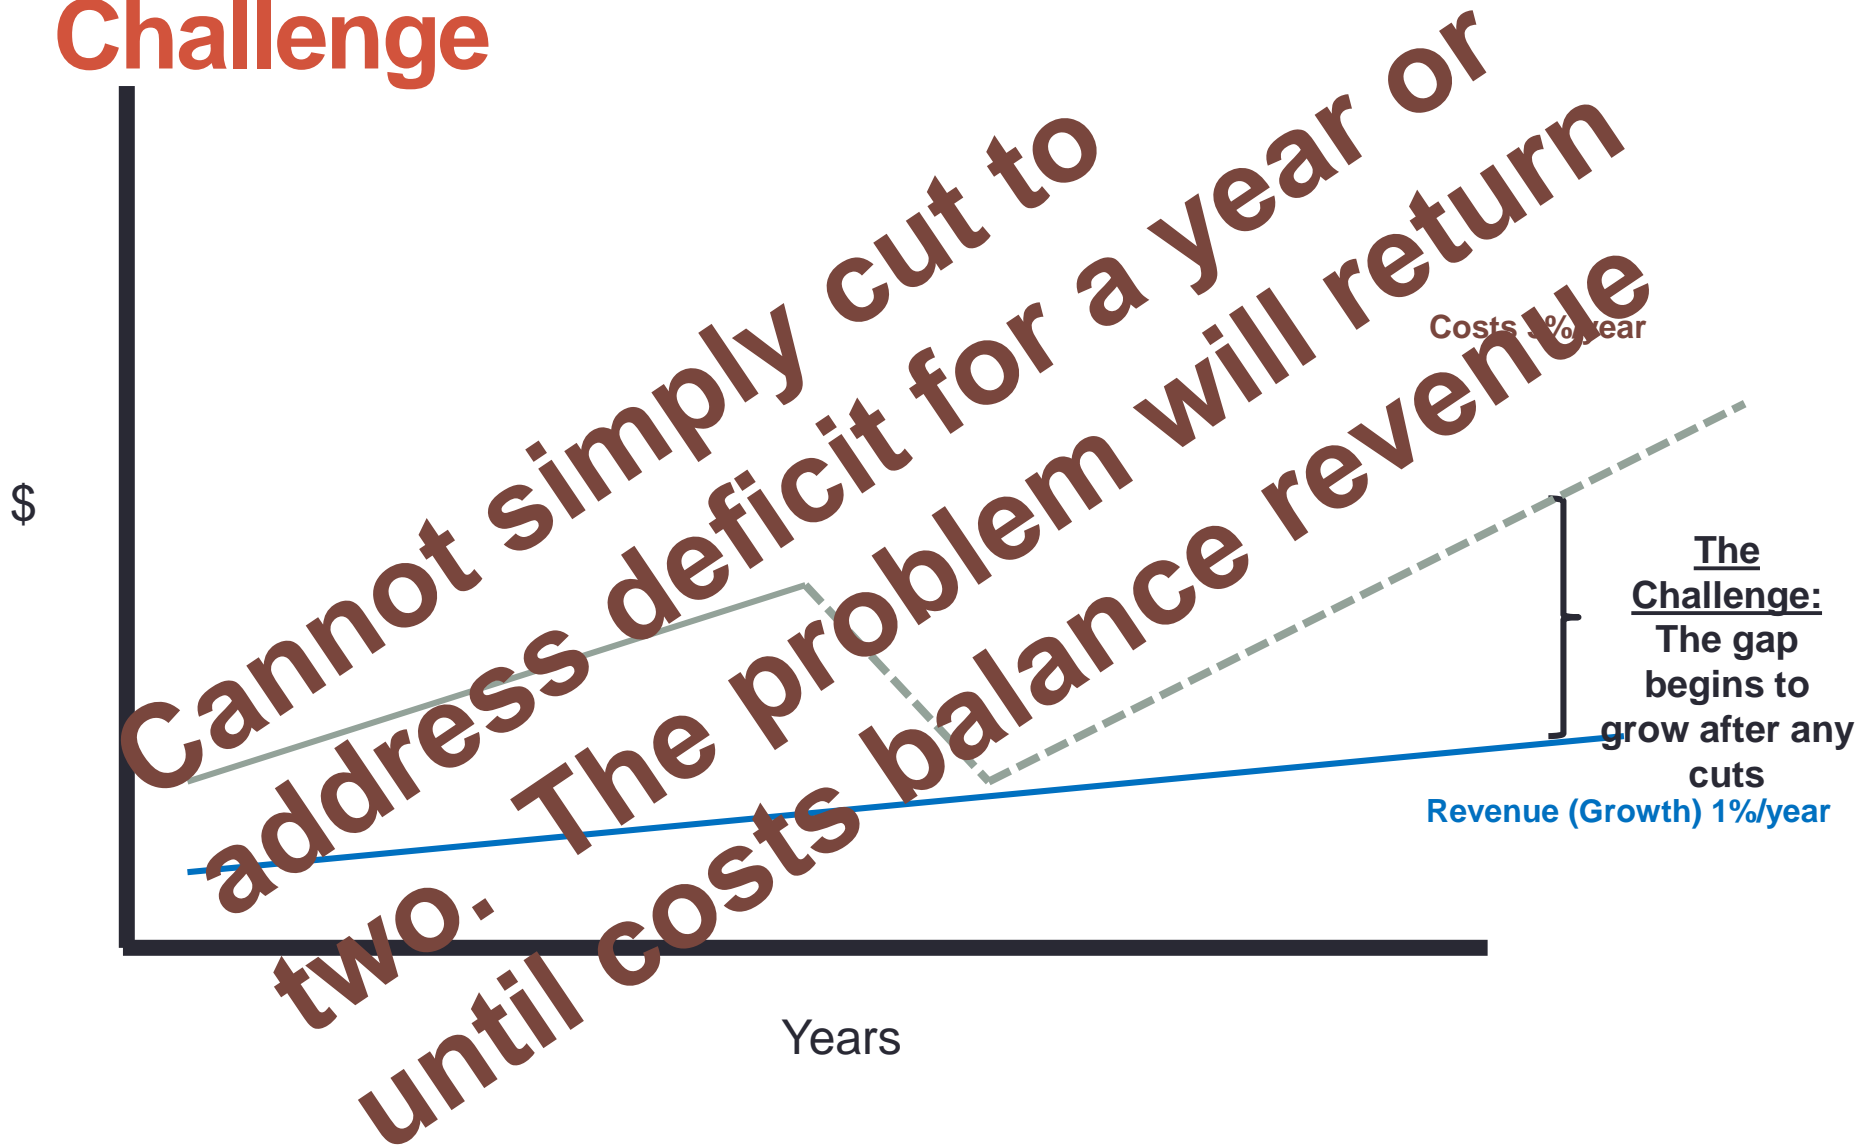 Challenge
Cannot simply cut to
address deficit for a year or
two. The problem will return
until costs balance revenue
Costs
$
The
Challenge:
The gap
begins to
grow after any
cuts
Revenue (Growth) 1%/year
Years